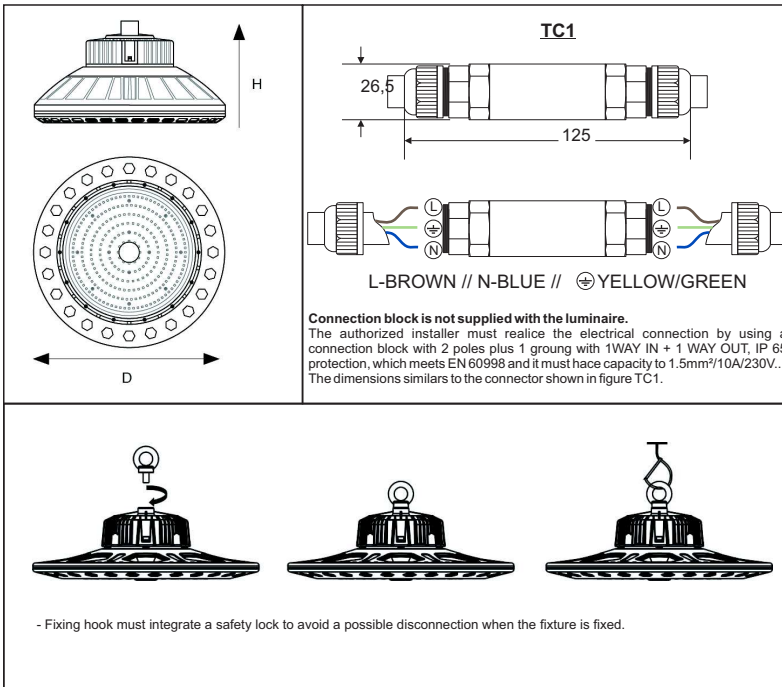 H
D
TC1
26,5
125
L
N
L
N
L-BROWN // N-BLUE // YELLOW/GREEN
Connection block is not supplied with the luminaire.
The authorized installer must realice the electrical connection by using a
connection block with 2 poles plus 1 groung with 1WAY IN + 1 WAY OUT, IP 65
protection, which meets EN 60998 and it must hace capacity to 1.5mm²/10A/230V..
The dimensions similars to the connector shown in figure TC1.
- Fixing hook must integrate a safety lock to avoid a possible disconnection when the fixture is fixed.